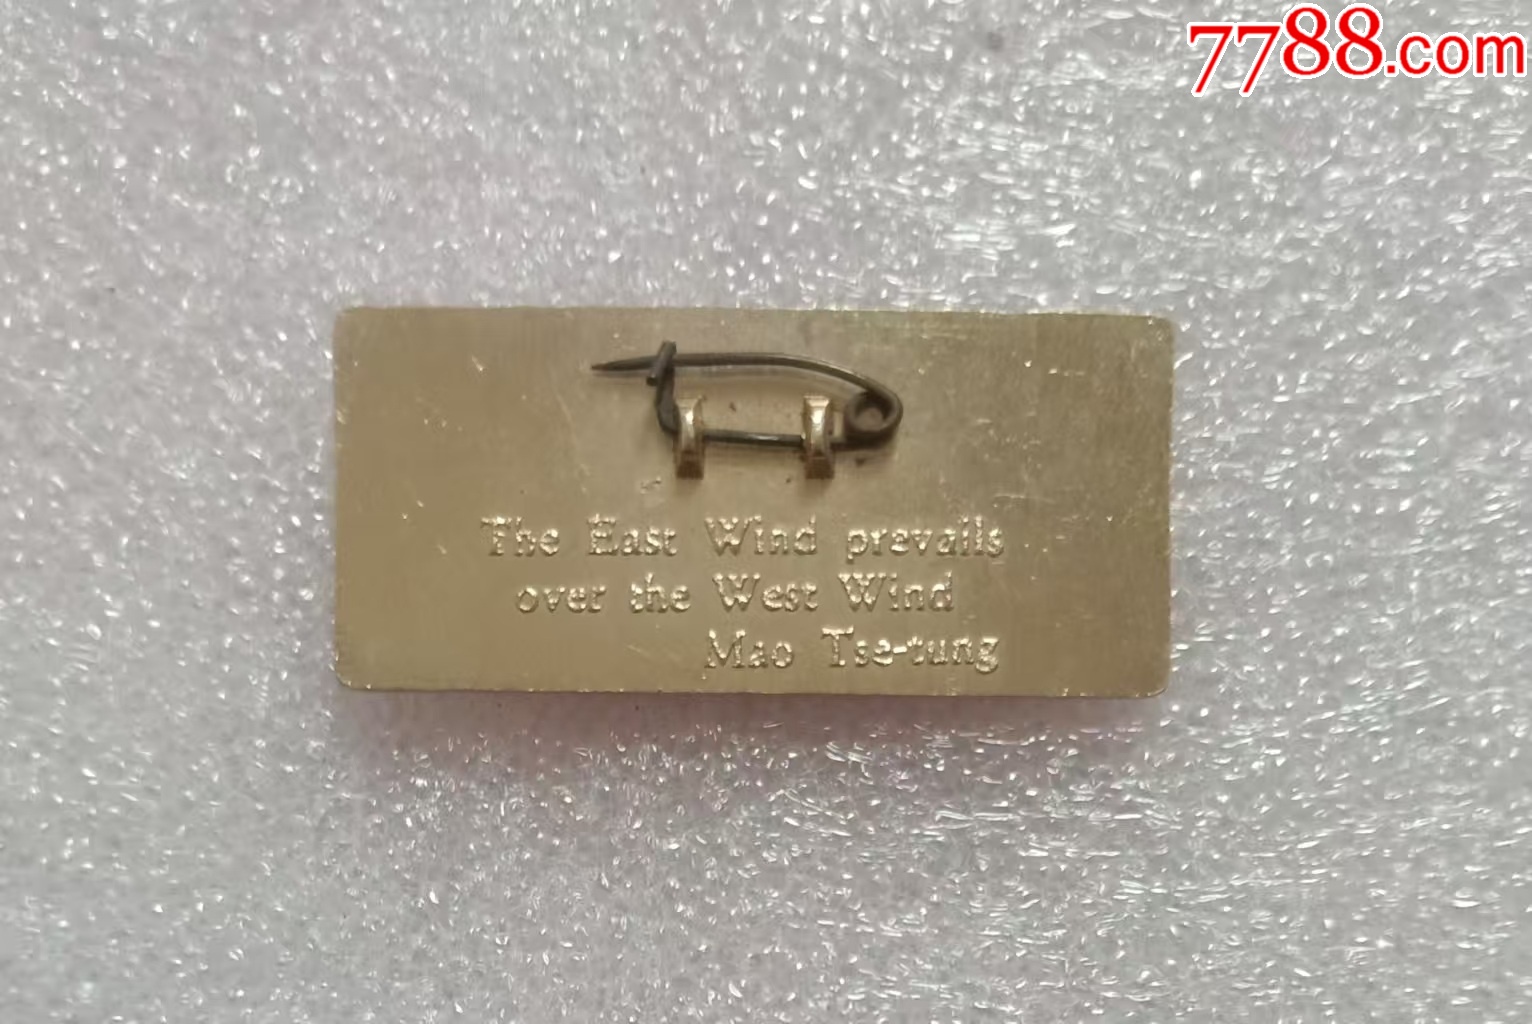 7788.com
The East Wind prevails
over the West Wind
Mao Tse-tung